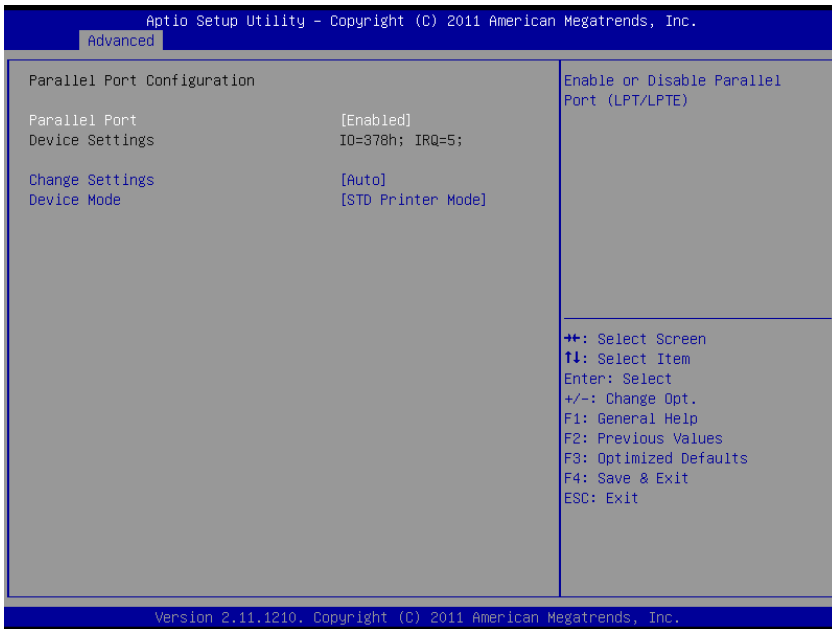 Aptio Setup Utility – Copyright (C) 2011 American Megatrends, Inc.
Advanced
Parallel Port Configuration
Parallel Port [Enabled]
Device Settings IO=378h; IRQ=5;
Change Settings [Auto]
Device Mode [STD Printer Mode]
Enable or Disable Parallel
Port (LPT/LPTE)
→←: Select Screen
↑↓: Select Item
Enter: Select
+/-: Change Opt.
F1: General Help
F2: Previous Values
F3: Optimized Defaults
F4: Save & Exit
ESC: Exit
Version 2.11.1210. Copyright (C) 2011 American Megatrends, Inc.